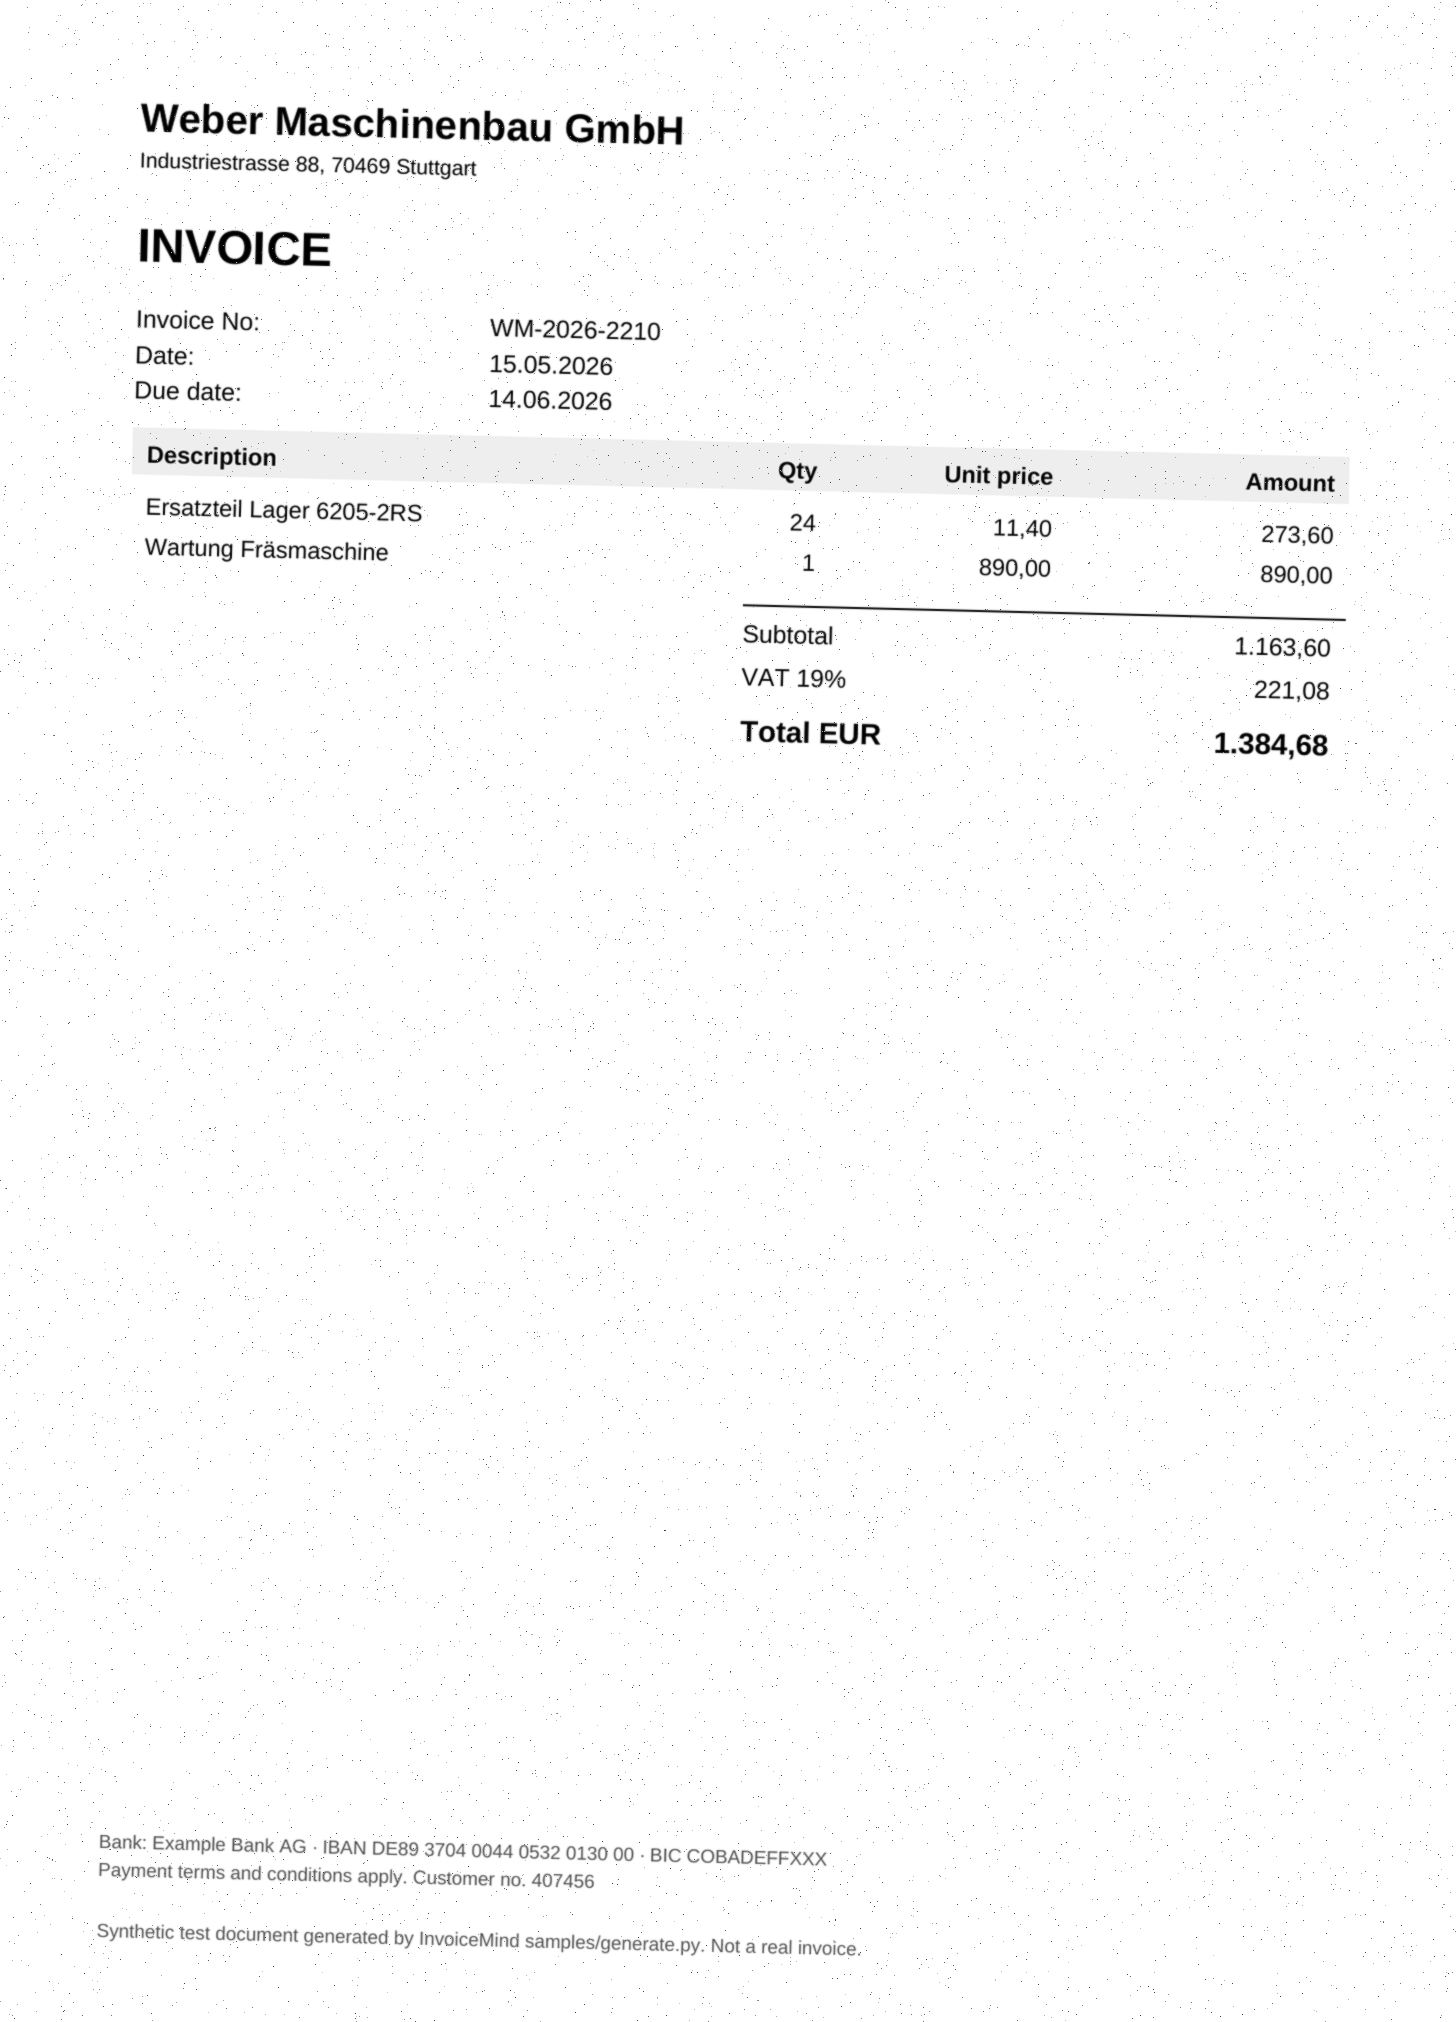 Weber Maschinenbau GmbH
Industriestrasse 88, 70469 Stuttgart
INVOICE
Invoice No: WM-2026-2210
Date: 15.05.2026
Due date: 14.06.2026
Description Qty Unit price Amount
Ersatzteil Lager 6205-2RS 24 11,40 273,60
Wartung Fräsmaschine 1 890,00 890,00
Subtotal 1.163,60
VAT 19% 221,08
Total EUR 1.384,68
Bank: Example Bank AG · IBAN DE89 3704 0044 0532 0130 00 · BIC COBADEFFXXX
Payment terms and conditions apply. Customer no. 407456
Synthetic test document generated by InvoiceMind samples/generate.py. Not a real invoice.